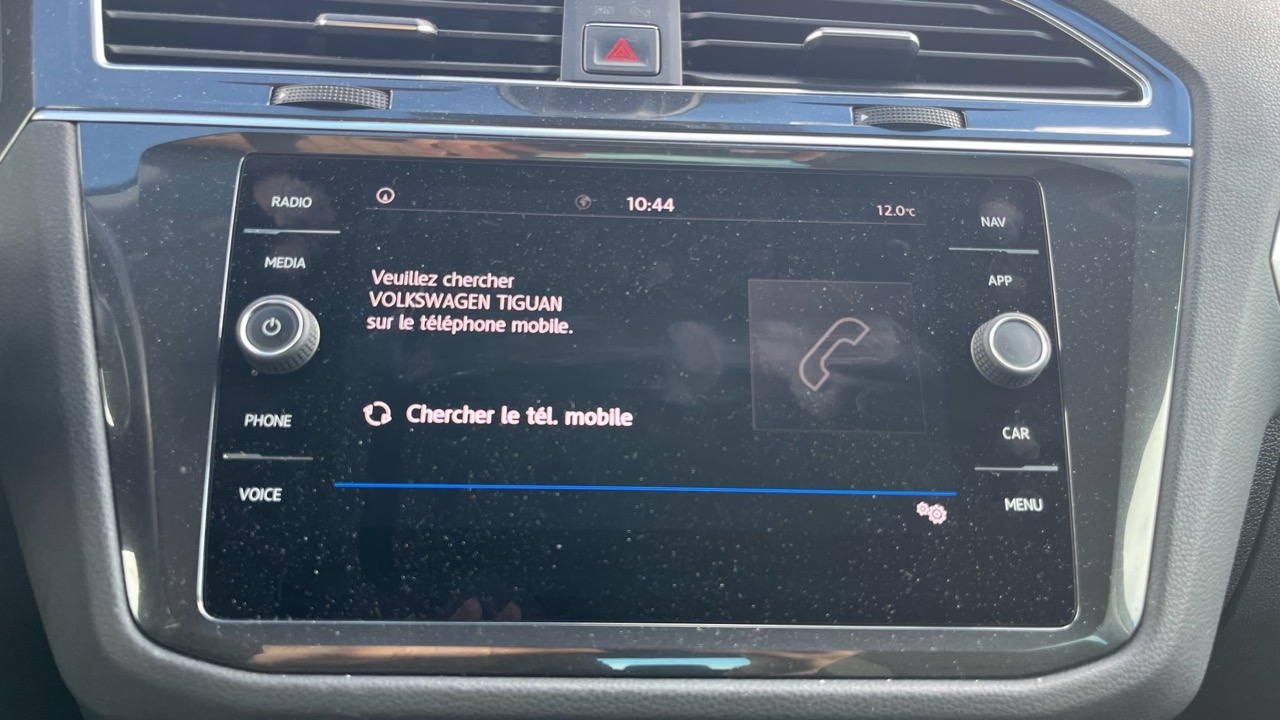 RADIO
MEDIA
PHONE
VOICE
10:44
12.0°C
Veuillez chercher
VOLKSWAGEN TIGUAN
sur le téléphone mobile.
Chercher le tél. mobile
NAV
APP
CAR
MENU